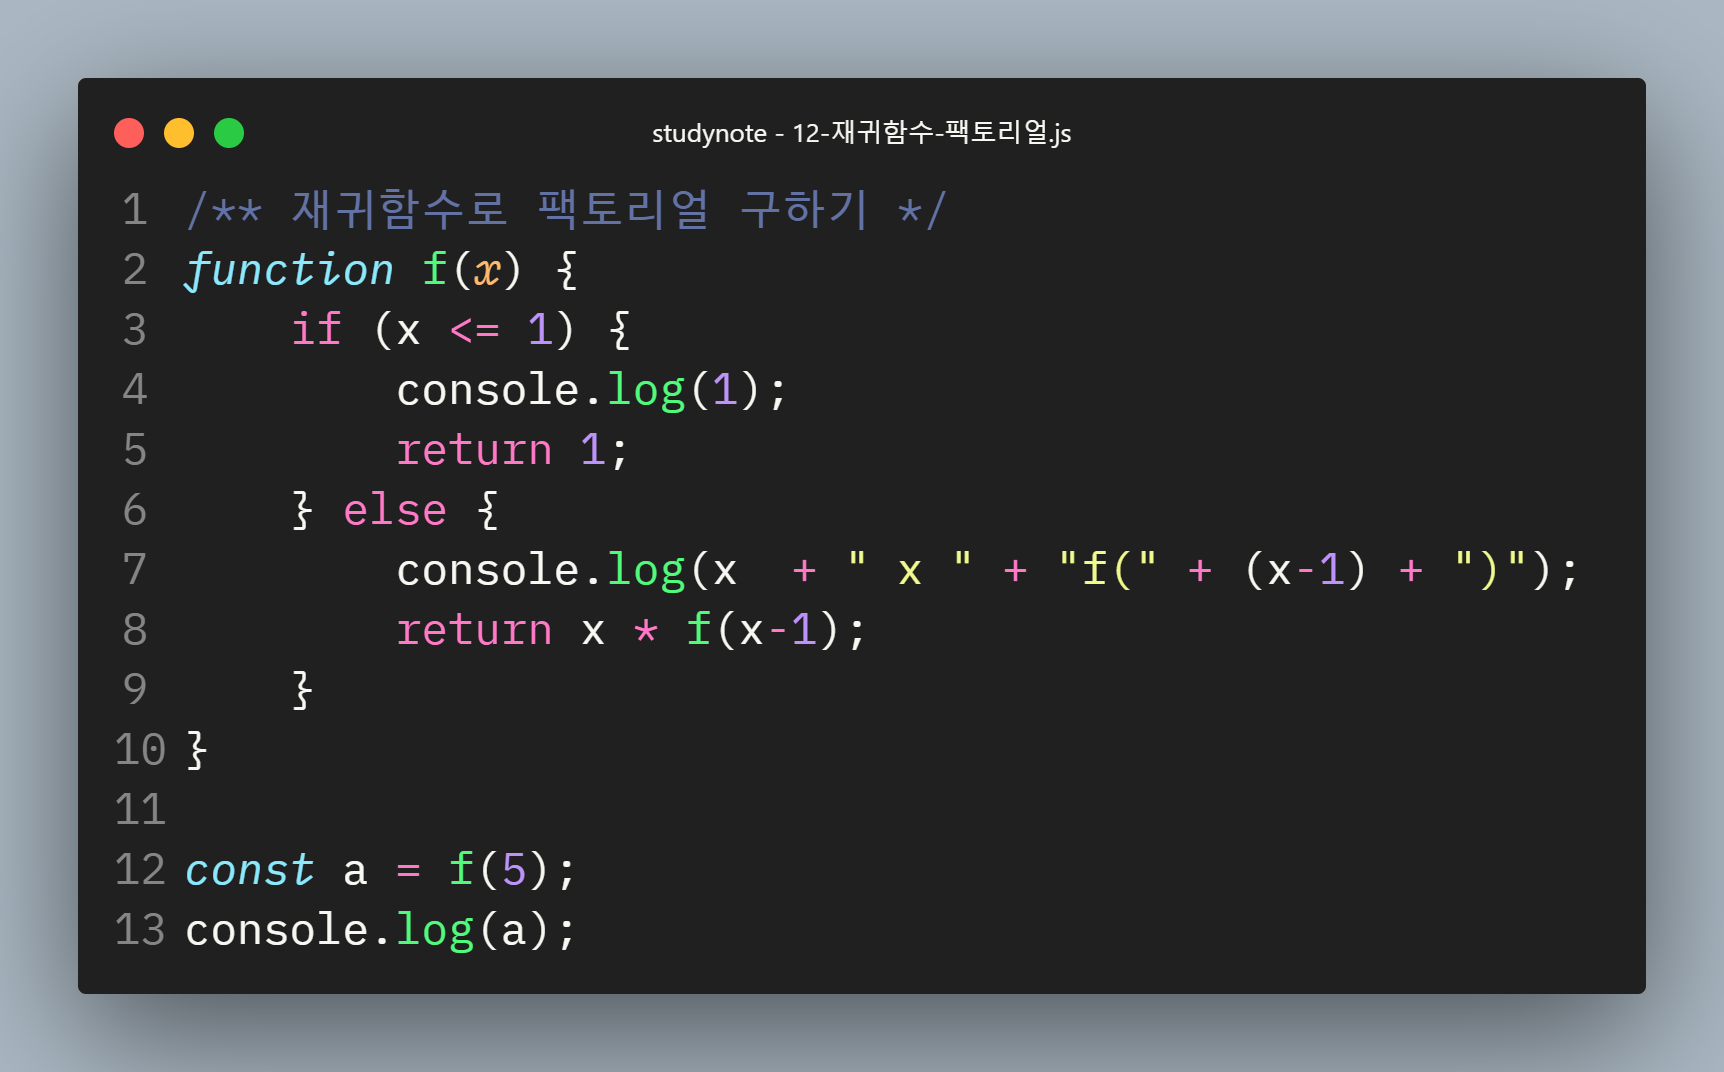 studynote - 12-재귀함수-팩토리얼.js
1 /** 재귀함수로 팩토리얼 구하기 */
2 function f(x) {
3     if (x <= 1) {
4         console.log(1);
5         return 1;
6     } else {
7         console.log(x  + " x " + "f(" + (x-1) + ")");
8         return x * f(x-1);
9     }
10 }
11
12 const a = f(5);
13 console.log(a);